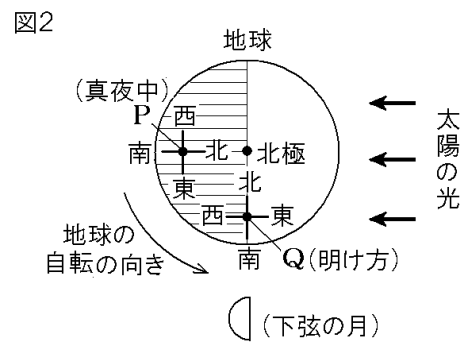 図2
地球
(真夜中)
P
西
南
北
北極
東
北
西
東
南
Q(明け方)
地球の
自転の向き
太陽の光
(下弦の月)